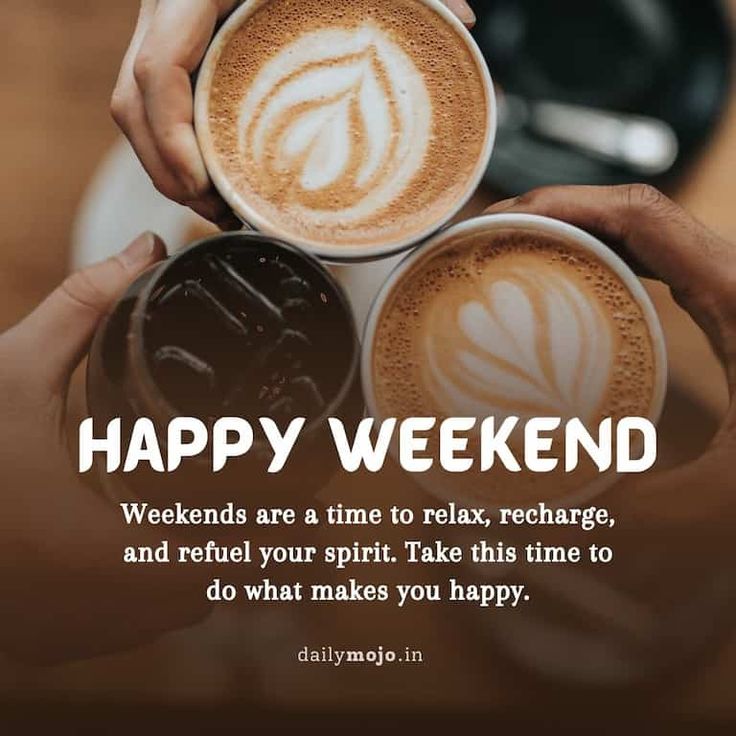 HAPPY WEEKEND
Weekends are a time to relax, recharge,
and refuel your spirit. Take this time to
do what makes you happy.
dailymojo.in